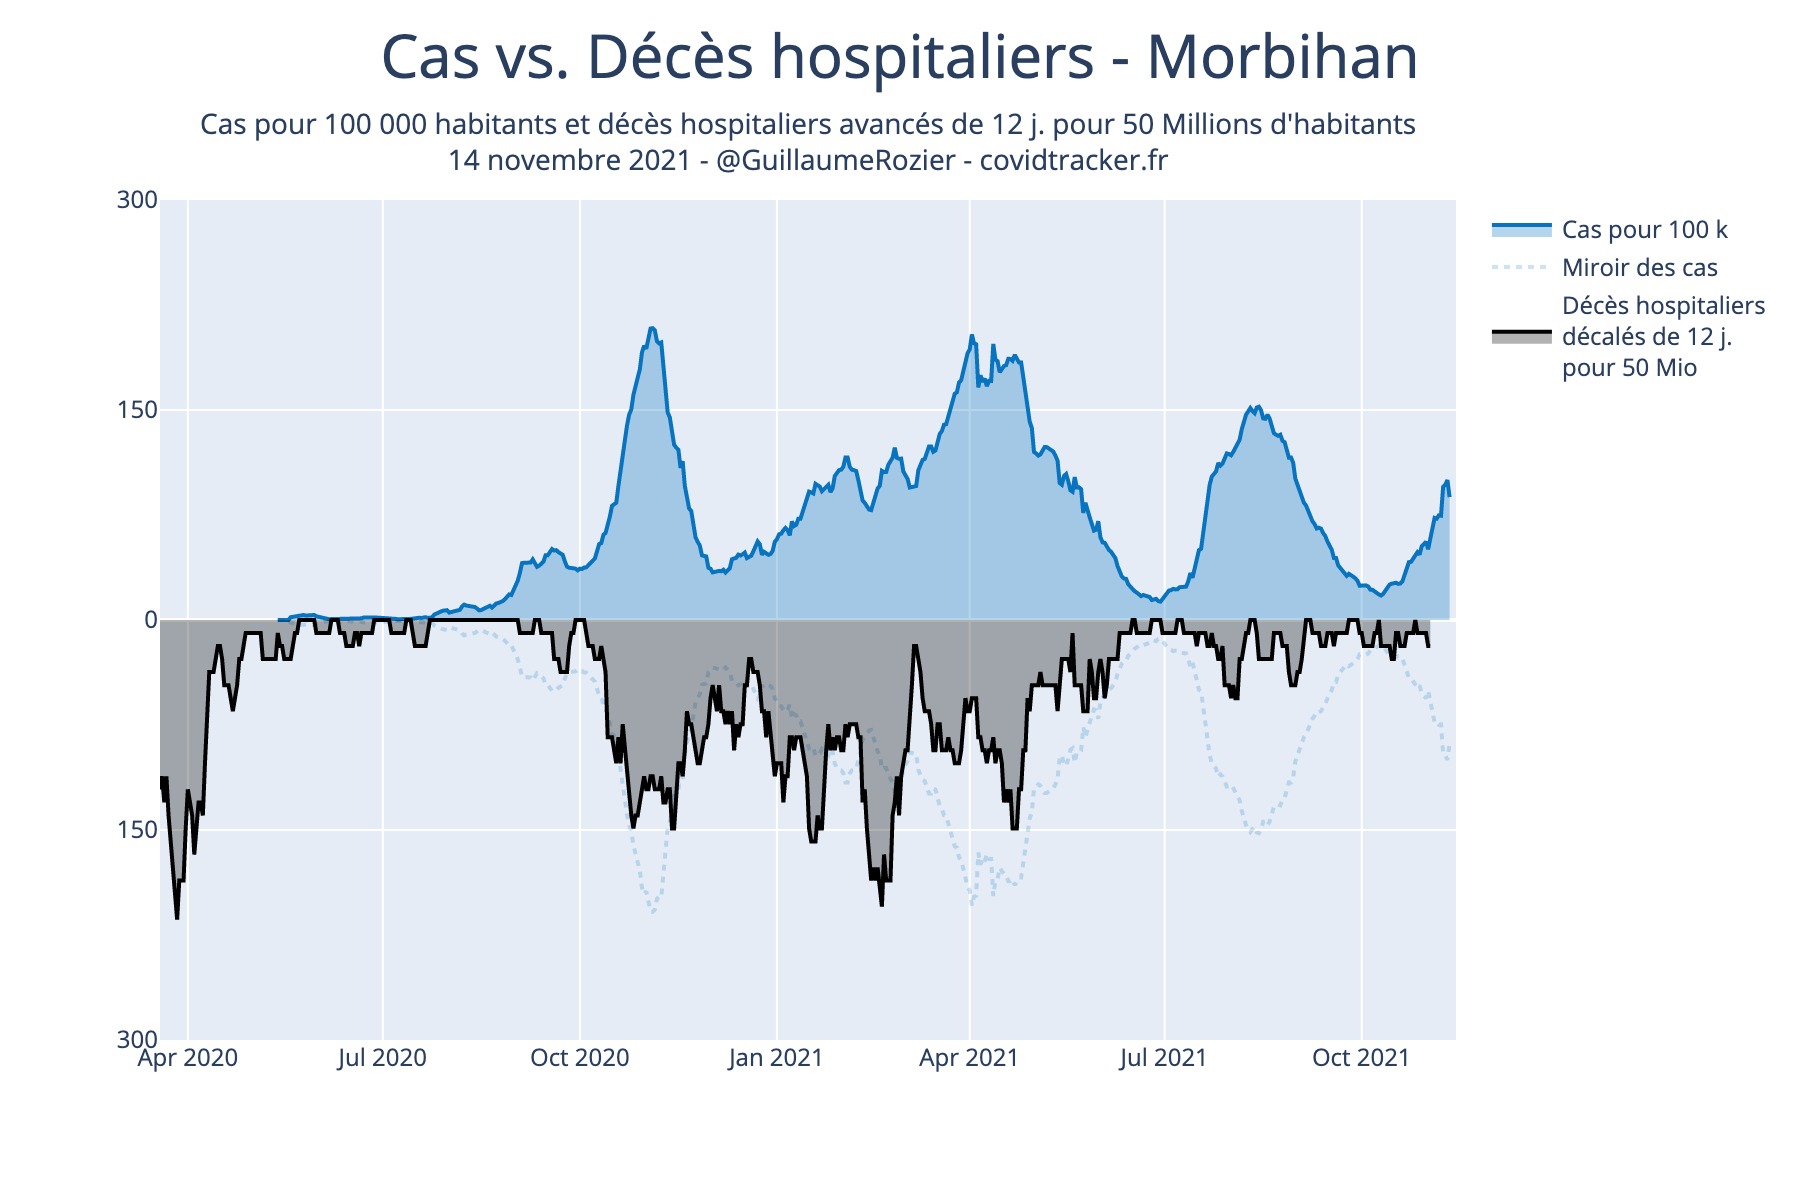 Cas vs. Décès hospitaliers - Morbihan
Cas pour 100 000 habitants et décès hospitaliers avancés de 12 j. pour 50 Millions d'habitants
14 novembre 2021 - @GuillaumeRozier - covidtracker.fr
300
150
0
150
300
Apr 2020
Jul 2020
Oct 2020
Jan 2021
Apr 2021
Jul 2021
Oct 2021
Cas pour 100 k
Miroir des cas
Décès hospitaliers
décalés de 12 j.
pour 50 Mio